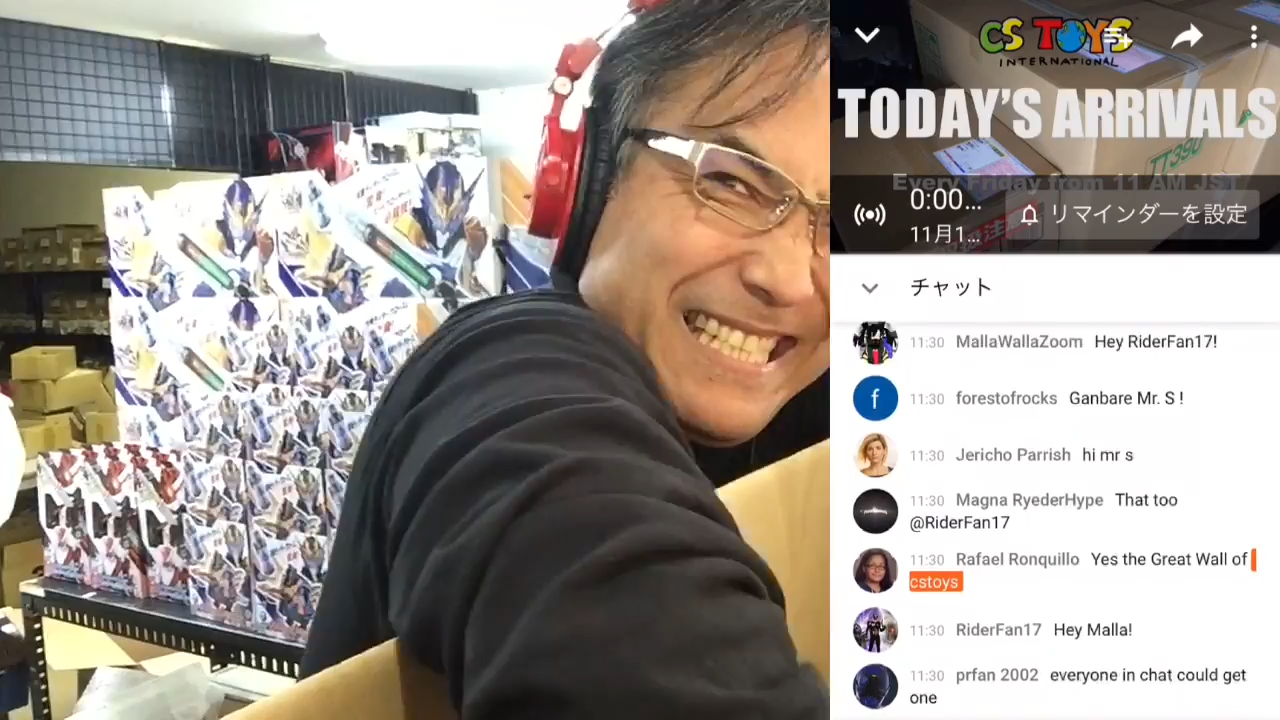 CS TOYS
INTERNATIONAL
TODAY'S ARRIVALS
Every Friday from 11 AM JST
0:00...
11月1...
リマインダーを設定
TT390
チャット
11:30 MallaWallaZoom Hey RiderFan17!
f
11:30 forestofrocks Ganbare Mr. S !
11:30 Jericho Parrish hi mr s
11:30 Magna RyederHype That too
@RiderFan17
11:30 Rafael Ronquillo Yes the Great Wall of
cstoys
11:30 RiderFan17 Hey Malla!
11:30 prfan 2002 everyone in chat could get
one